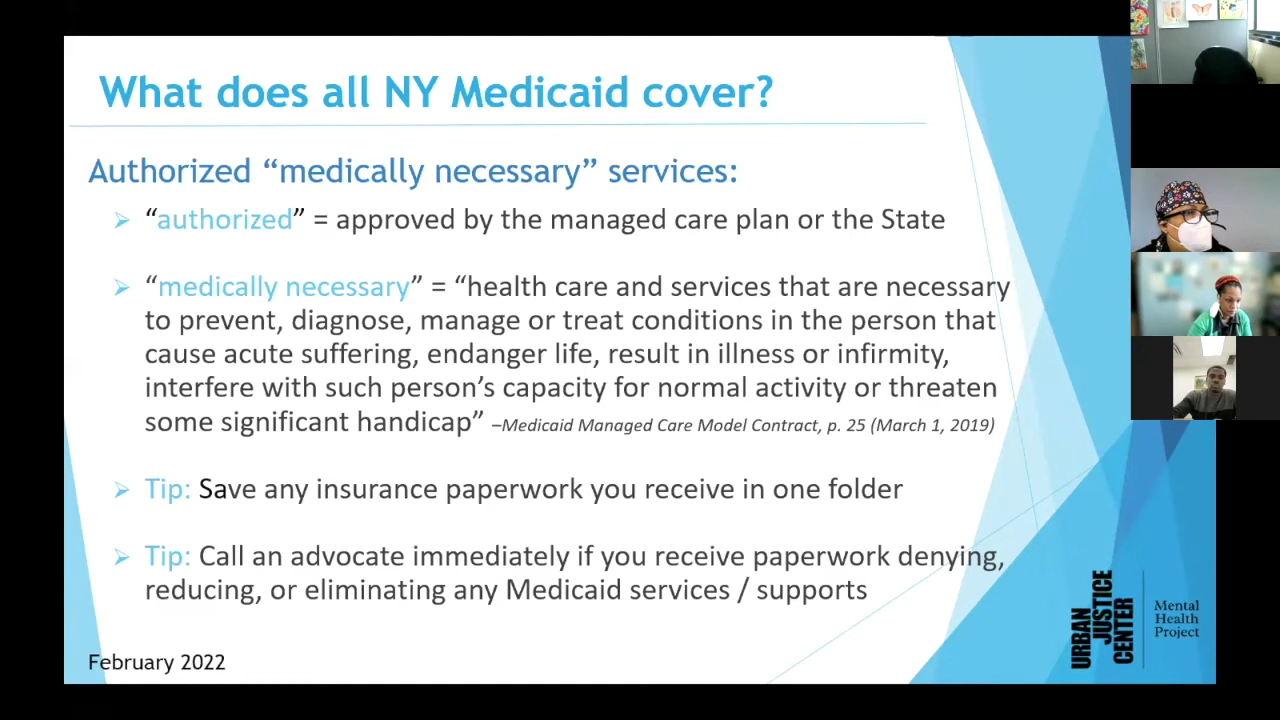 What does all NY Medicaid cover?
Authorized “medically necessary” services:
“authorized” = approved by the managed care plan or the State
“medically necessary” = “health care and services that are necessary
to prevent, diagnose, manage or treat conditions in the person that
cause acute suffering, endanger life, result in illness or infirmity,
interfere with such person’s capacity for normal activity or threaten
some significant handicap” –Medicaid Managed Care Model Contract, p. 25 (March 1, 2019)
Tip: Save any insurance paperwork you receive in one folder
Tip: Call an advocate immediately if you receive paperwork denying,
reducing, or eliminating any Medicaid services / supports
February 2022
URBAN
JUSTICE
CENTER
Mental
Health
Project